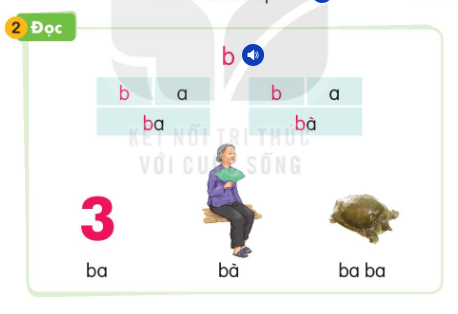 2 Đọc
b
b a b a
ba bà
KẾT NỐI TRI THỨC
VỚI CUỘC SỐNG
3
ba bà ba ba